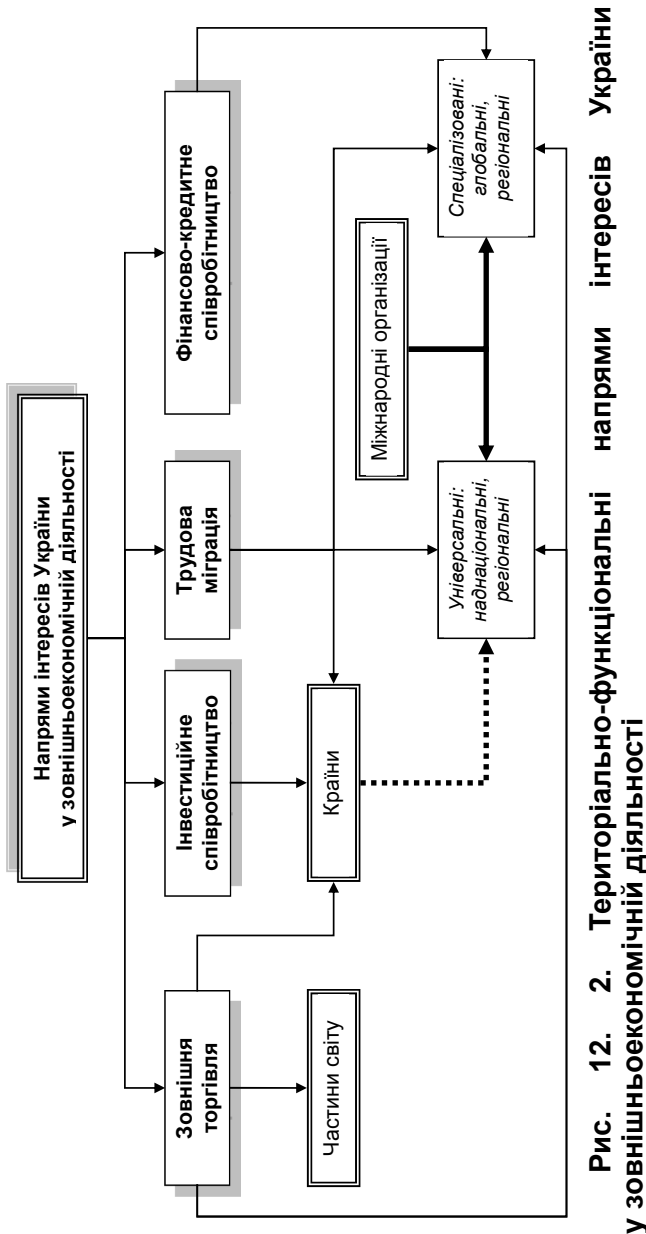 Напрями інтересів України
у зовнішньоекономічній діяльності
Зовнішня
торгівля
Інвестиційне
співробітництво
Трудова
міграція
Фінансово-кредитне
співробітництво
Частини світу
Країни
Міжнародні організації
Універсальні:
наднаціональні,
регіональні
Спеціалізовані:
глобальні,
регіональні
Рис. 12. 2. Територіально-функціональні напрями інтересів України
у зовнішньоекономічній діяльності